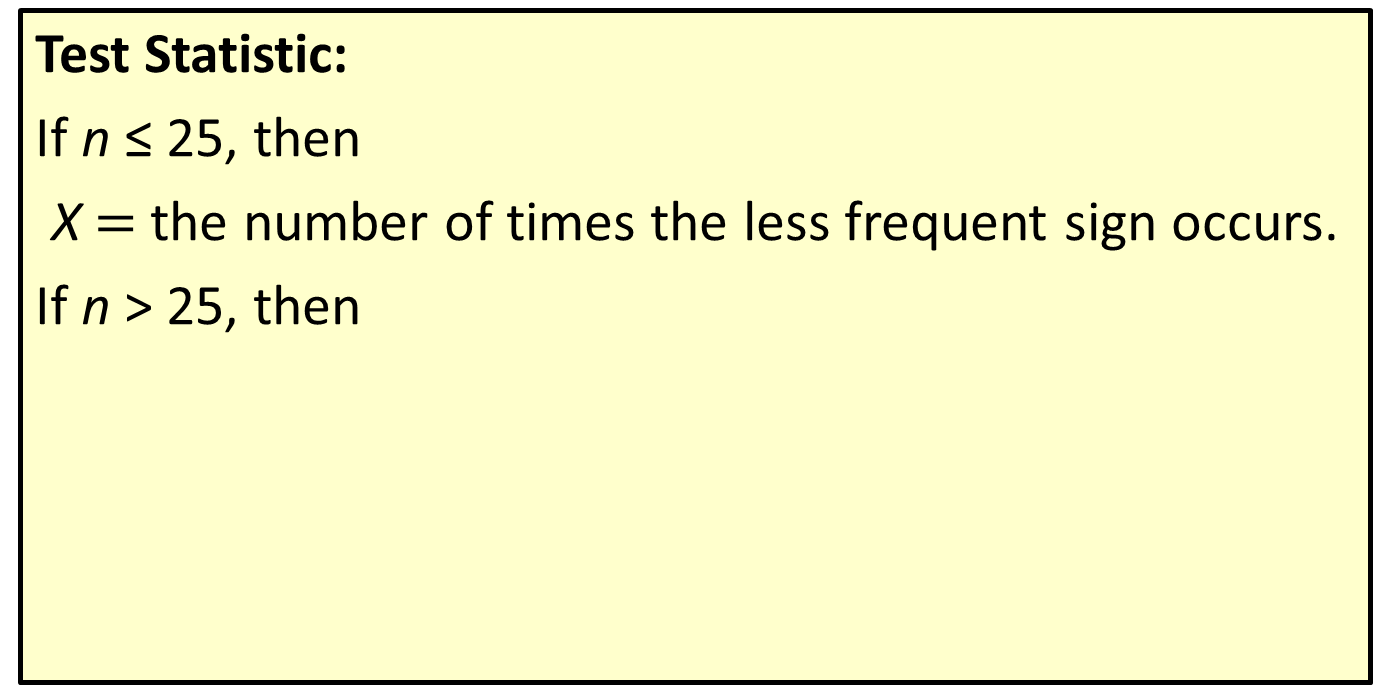 Test Statistic:
If n ≤ 25, then
X = the number of times the less frequent sign occurs.
If n > 25, then